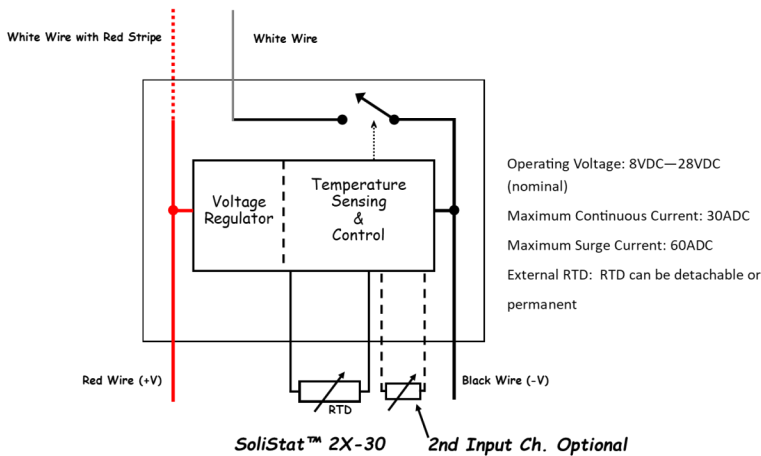 White Wire with Red Stripe
White Wire
Voltage
Regulator
Temperature
Sensing
&
Control
Operating Voltage: 8VDC—28VDC
(nominal)
Maximum Continuous Current: 30ADC
Maximum Surge Current: 60ADC
External RTD:  RTD can be detachable or
permanent
Red Wire (+V)
RTD
Black Wire (-V)
SoliStat™ 2X-30
2nd Input Ch. Optional